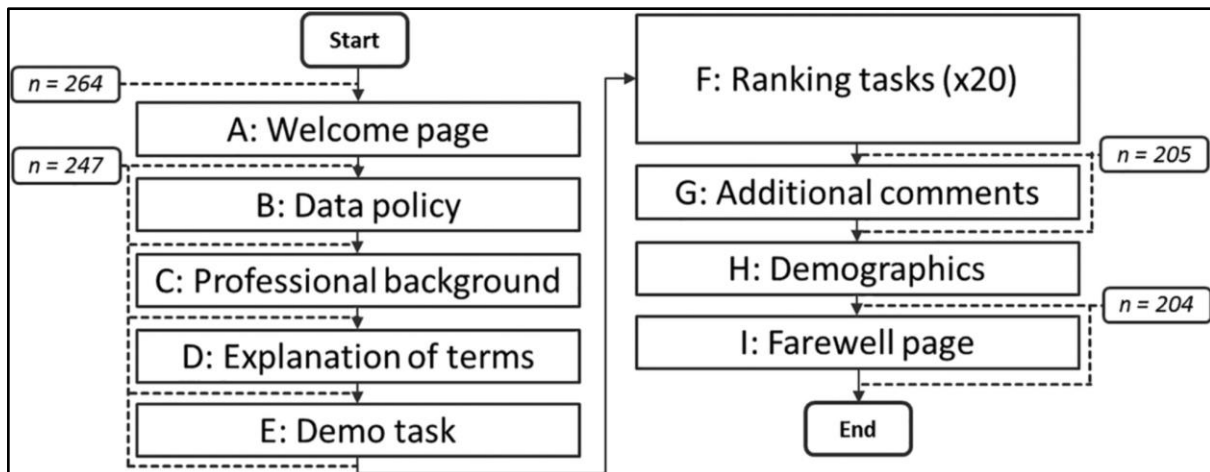 Start
n = 264
A: Welcome page
n = 247
B: Data policy
C: Professional background
D: Explanation of terms
E: Demo task
F: Ranking tasks (x20)
n = 205
G: Additional comments
H: Demographics
n = 204
I: Farewell page
End